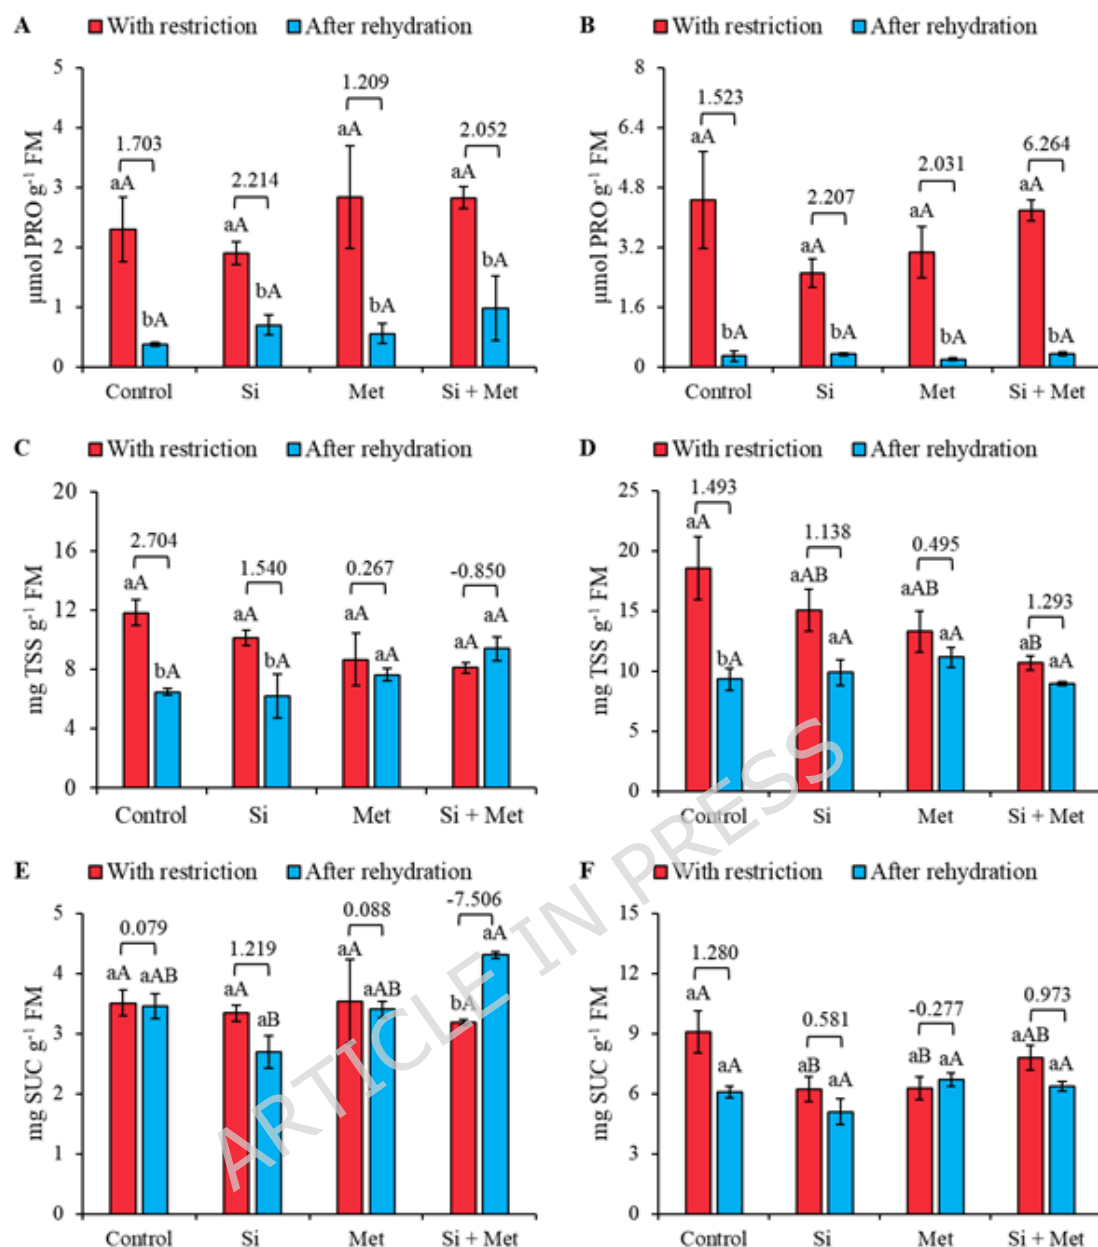 A
With restriction After rehydration
5
4
3
2
1
0
μmol PRO g-1 FM
1.703
2.214
1.209
2.052
aA bA
aA bA
aA bA
aA bA
Control Si Met Si + Met
B
With restriction After rehydration
8
6.4
4.8
3.2
1.6
0
μmol PRO g-1 FM
1.523
2.207
2.031
6.264
aA bA
aA bA
aA bA
aA bA
Control Si Met Si + Met
C
With restriction After rehydration
20
16
12
8
4
0
mg TSS g-1 FM
2.704
1.540
0.267
-0.850
aA bA
aA bA
aA aA
aA aA
Control Si Met Si + Met
D
With restriction After rehydration
25
20
15
10
5
0
mg TSS g-1 FM
1.493
1.138
0.495
1.293
aA bA
aAB aA
aAB aA
aB aA
Control Si Met Si + Met
E
With restriction After rehydration
5
4
3
2
1
0
mg SUC g-1 FM
0.079
1.219
0.088
-7.506
aA aAB
aA aB
aA aAB
bA aA
Control Si Met Si + Met
F
With restriction After rehydration
15
12
9
6
3
0
mg SUC g-1 FM
1.280
0.581
-0.277
0.973
aA aA
aB aA
aB aA
aAB aA
Control Si Met Si + Met
ARTICLE IN PRESS